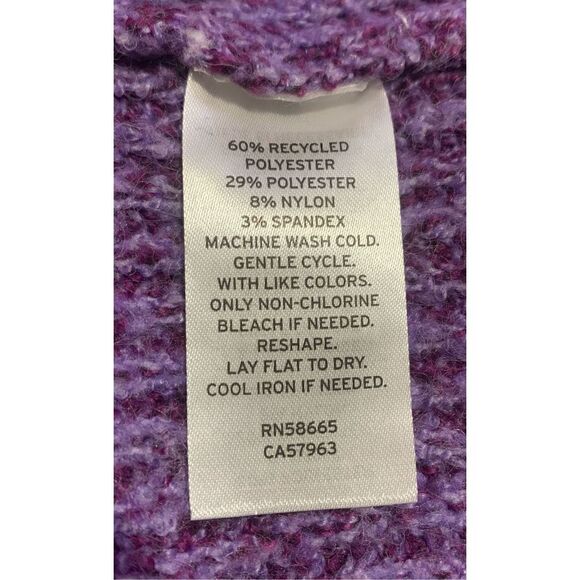 60% RECYCLED
POLYESTER
29% POLYESTER
8% NYLON
3% SPANDEX
MACHINE WASH COLD.
GENTLE CYCLE.
WITH LIKE COLORS.
ONLY NON-CHLORINE
BLEACH IF NEEDED.
RESHAPE.
LAY FLAT TO DRY.
COOL IRON IF NEEDED.
RN58665
CA57963